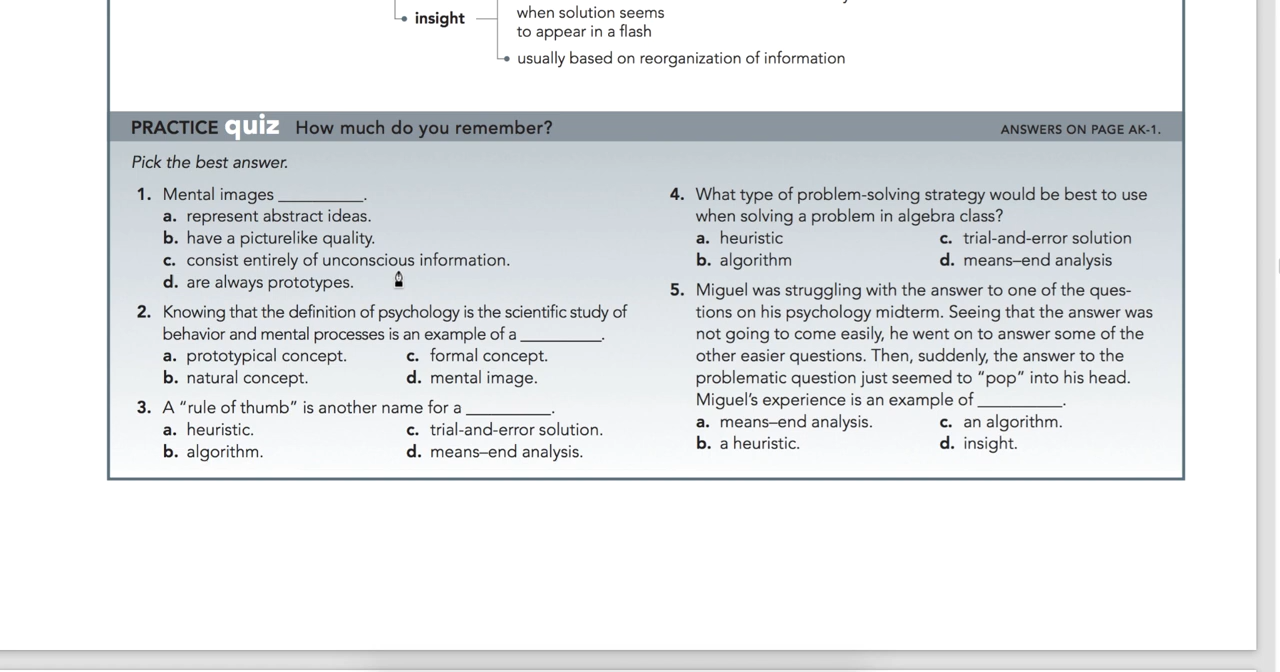 insight
when solution seems
to appear in a flash
usually based on reorganization of information
PRACTICE quiz How much do you remember?
ANSWERS ON PAGE AK-1.
Pick the best answer.
1. Mental images __________.
a. represent abstract ideas.
b. have a picturelike quality.
c. consist entirely of unconscious information.
d. are always prototypes.
2. Knowing that the definition of psychology is the scientific study of
behavior and mental processes is an example of a __________.
a. prototypical concept. c. formal concept.
b. natural concept. d. mental image.
3. A “rule of thumb” is another name for a __________.
a. heuristic. c. trial-and-error solution.
b. algorithm. d. means–end analysis.
4. What type of problem-solving strategy would be best to use
when solving a problem in algebra class?
a. heuristic c. trial-and-error solution
b. algorithm d. means–end analysis
5. Miguel was struggling with the answer to one of the ques-
tions on his psychology midterm. Seeing that the answer was
not going to come easily, he went on to answer some of the
other easier questions. Then, suddenly, the answer to the
problematic question just seemed to “pop” into his head.
Miguel’s experience is an example of __________.
a. means–end analysis. c. an algorithm.
b. a heuristic. d. insight.